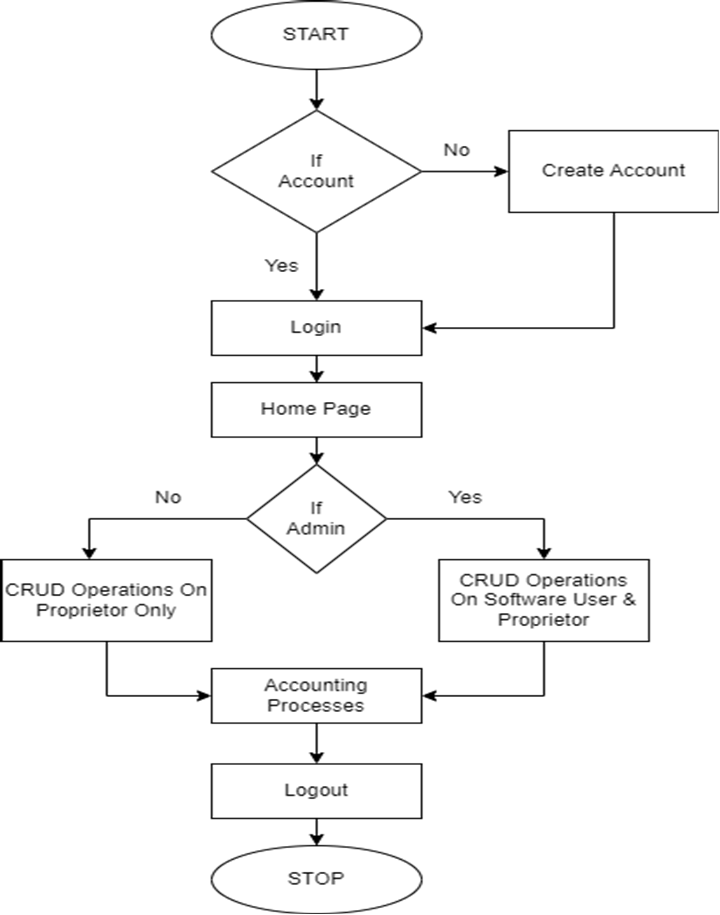 START
If
Account
No
Create Account
Yes
Login
Home Page
If
Admin
No
Yes
CRUD Operations On
Proprietor Only
CRUD Operations
On Software User &
Proprietor
Accounting
Processes
Logout
STOP